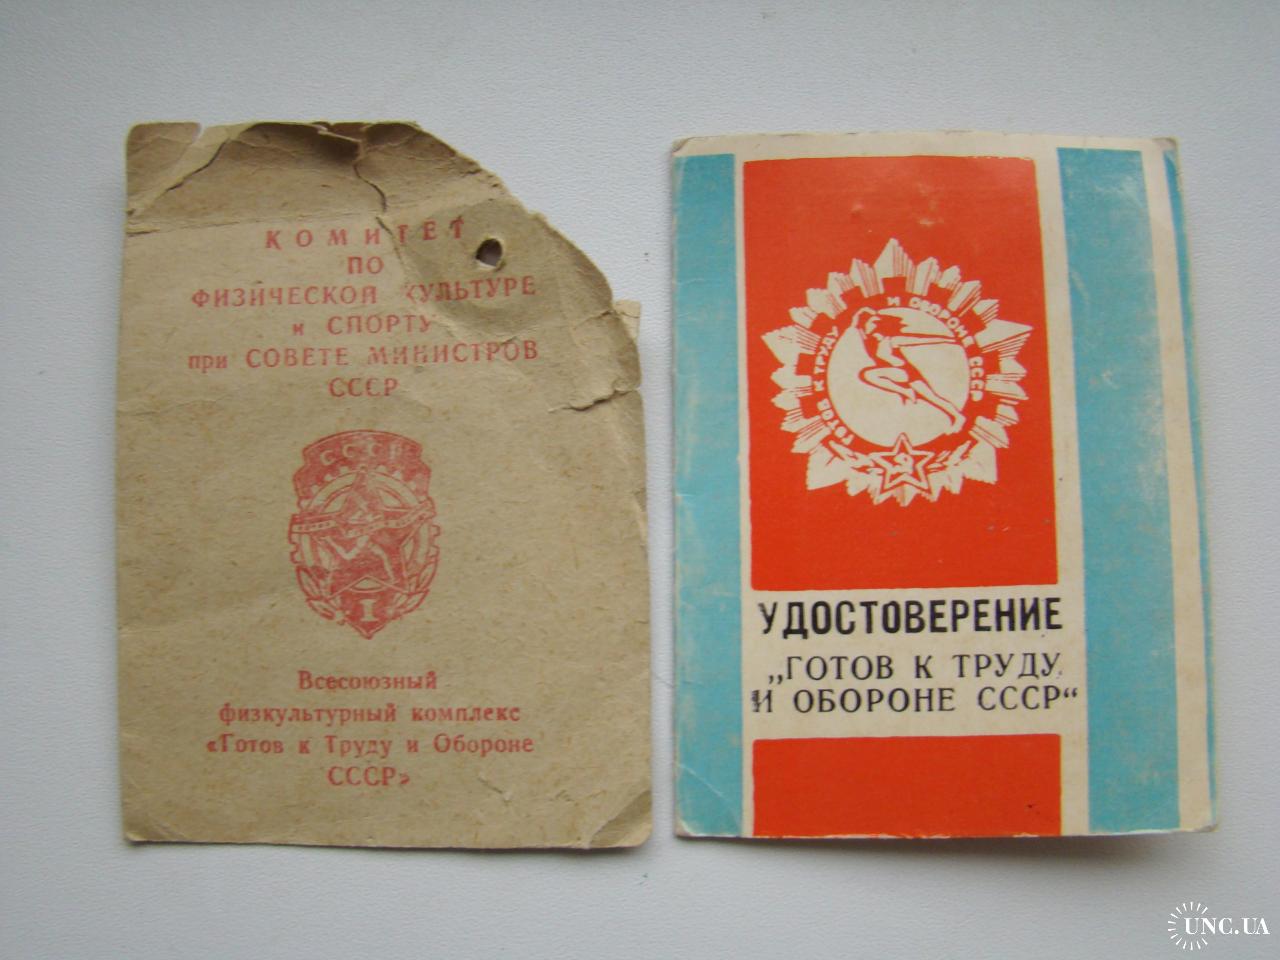 КОМИТЕТ
ПО
ФИЗИЧЕСКОЙ КУЛЬТУРЕ
и СПОРТУ
при СОВЕТЕ МИНИСТРОВ
СССР
СССР
I
Всесоюзный
физкультурный комплекс
«Готов к Труду и Обороне
СССР»
ГОТОВ К ТРУДУ И ОБОРОНЕ СССР
УДОСТОВЕРЕНИЕ
„ГОТОВ К ТРУДУ
И ОБОРОНЕ СССР“
UNC.UA